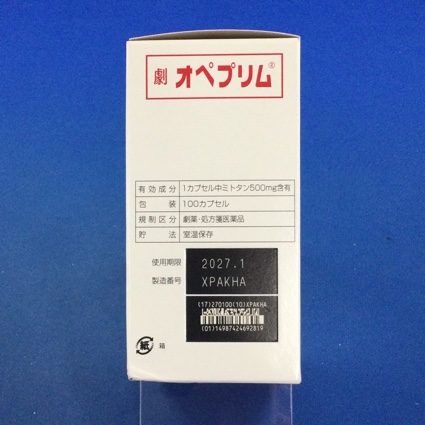 劇 オペプリム®
有効成分 1カプセル中ミトタン500mg含有
包装 100カプセル
規制区分 劇薬・処方箋医薬品
貯法 室温保存
使用期限 2027.1
製造番号 XPAKHA
(17)270100(10)XPAKHA
(01)14987424692819
紙 箱